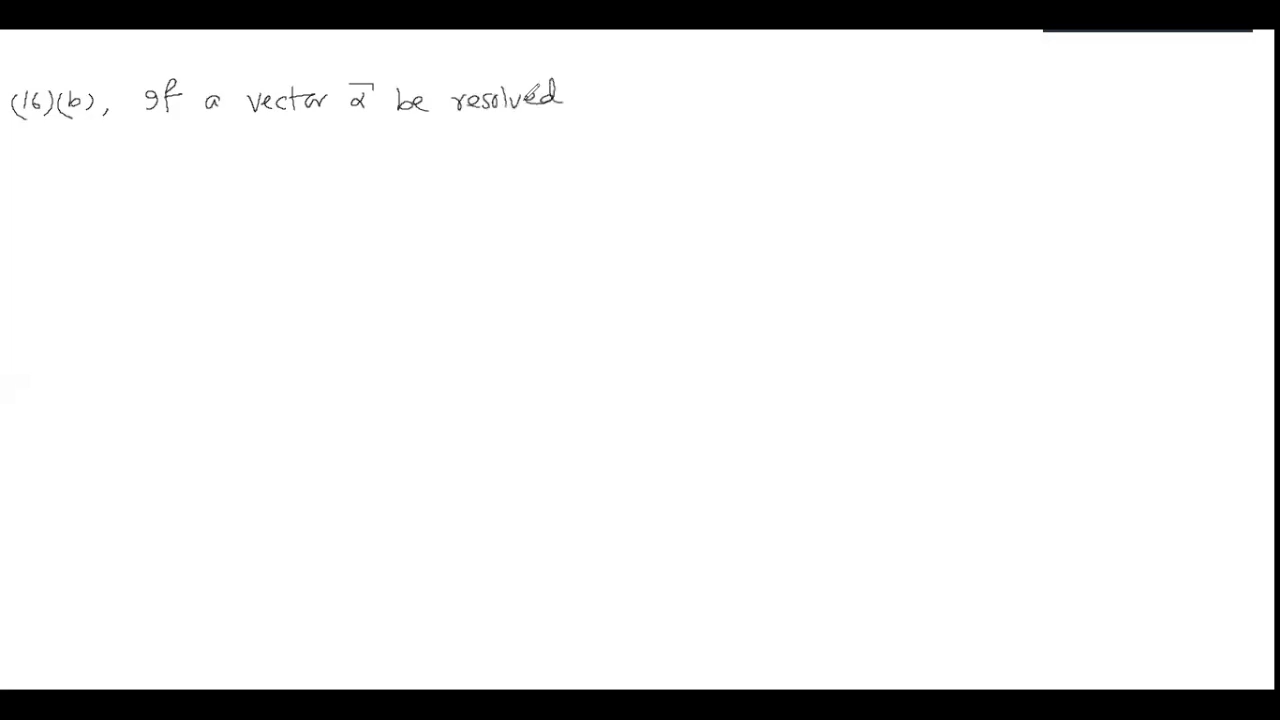 (16)(b), If a vector α⃗ be resolved